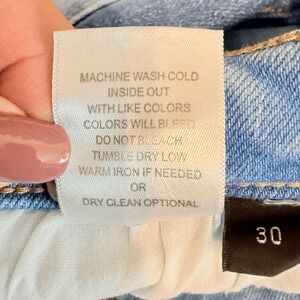 MACHINE WASH COLD
INSIDE OUT
WITH LIKE COLORS
COLORS WILL BLEED
DO NOT BLEACH
TUMBLE DRY LOW
WARM IRON IF NEEDED
OR
DRY CLEAN OPTIONAL
30